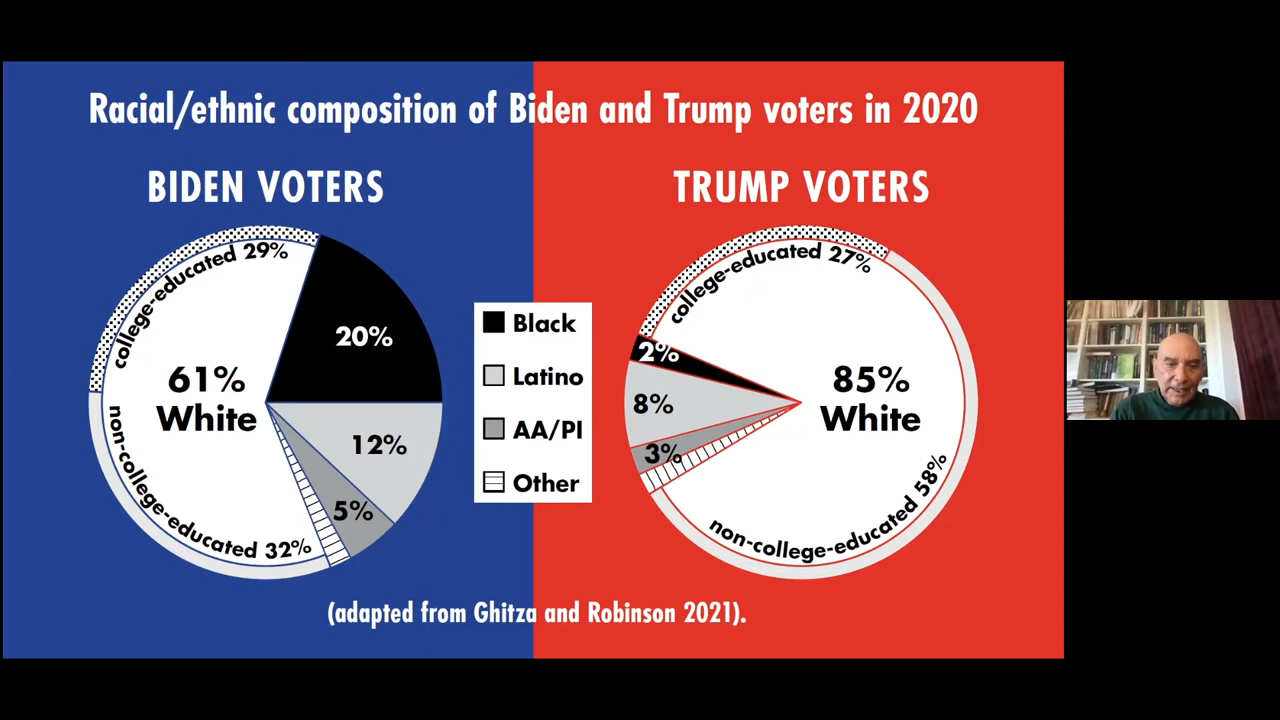 Racial/ethnic composition of Biden and Trump voters in 2020
BIDEN VOTERS
college-educated 29%
20%
61%
White
12%
5%
non-college-educated 32%
Black
Latino
AA/PI
Other
TRUMP VOTERS
college-educated 27%
2%
8%
3%
85%
White
non-college-educated 58%
(adapted from Ghitza and Robinson 2021).